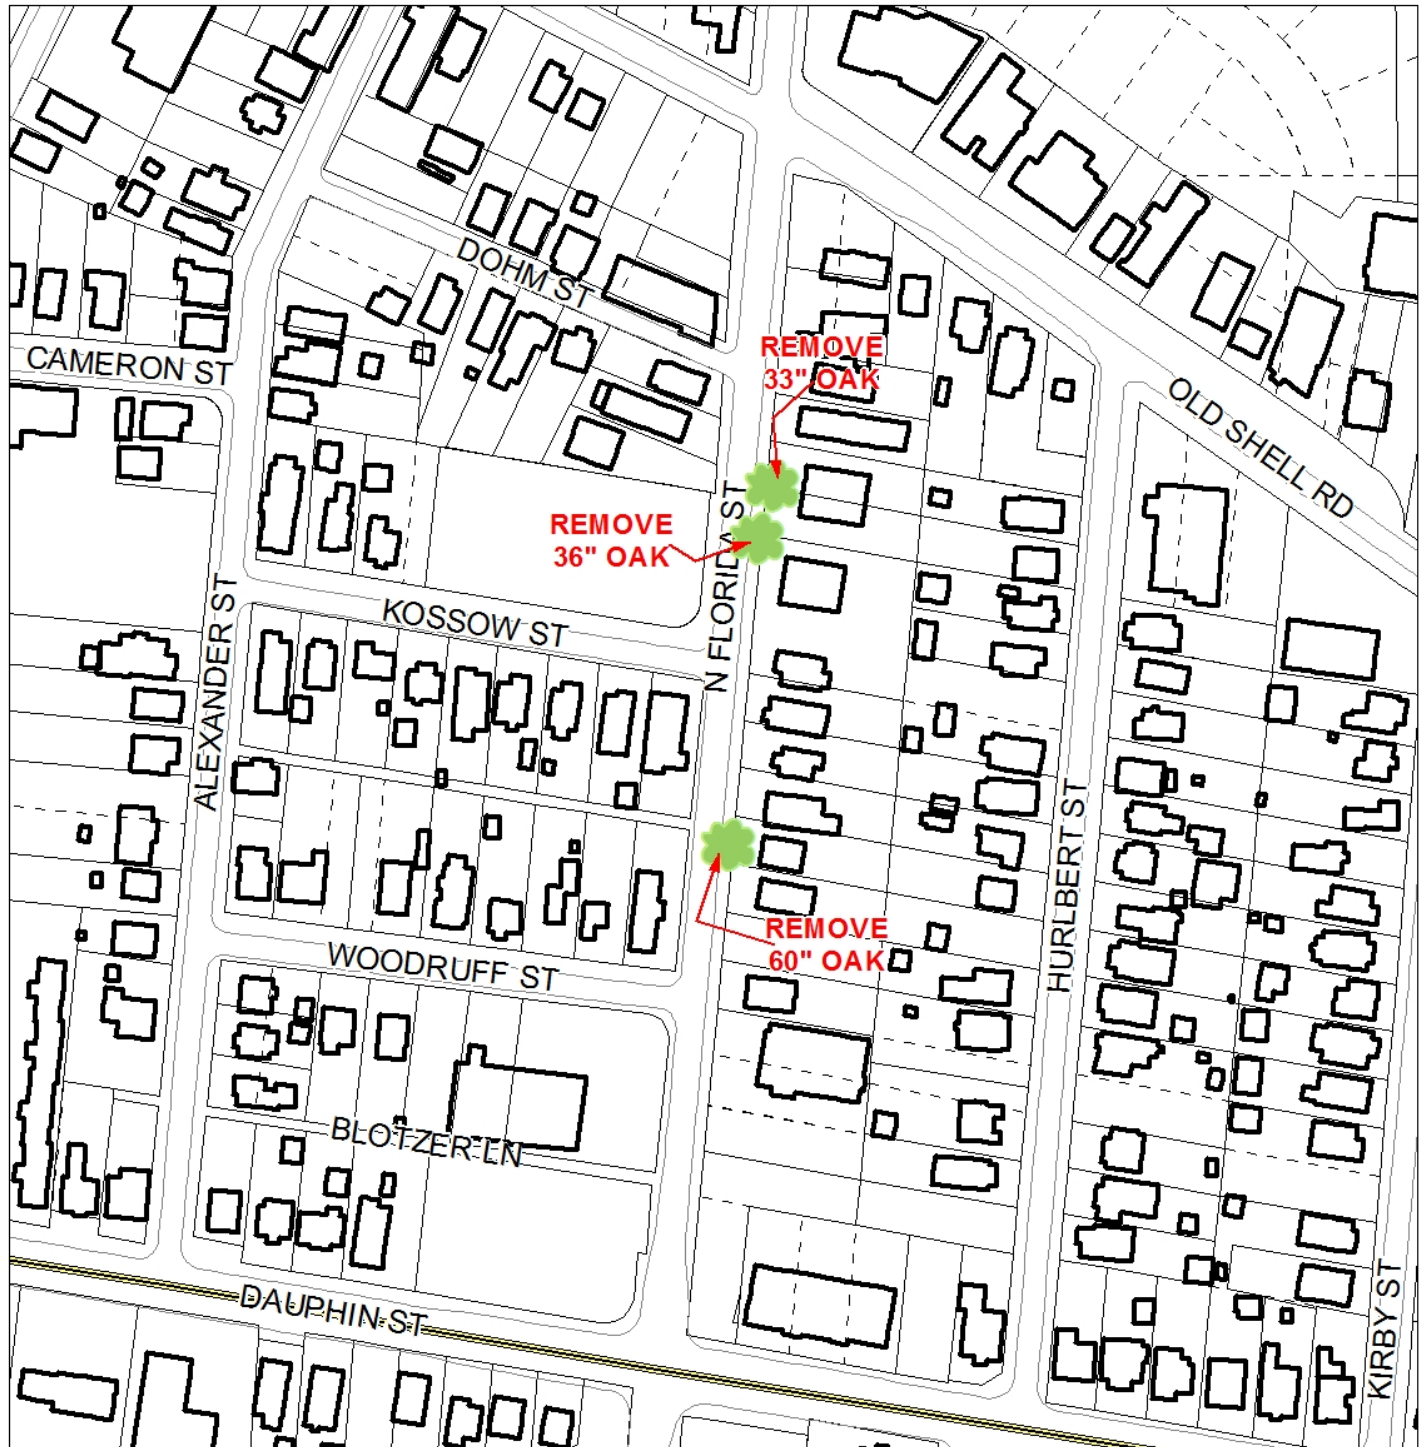 DOHM ST
CAMERON ST
REMOVE
33" OAK
OLD SHELL RD
REMOVE
36" OAK
N FLORIDA ST
KOSSOW ST
ALEXANDER ST
HURLBERT ST
REMOVE
60" OAK
WOODRUFF ST
BLOTZER LN
DAUPHIN ST
KIRBY ST